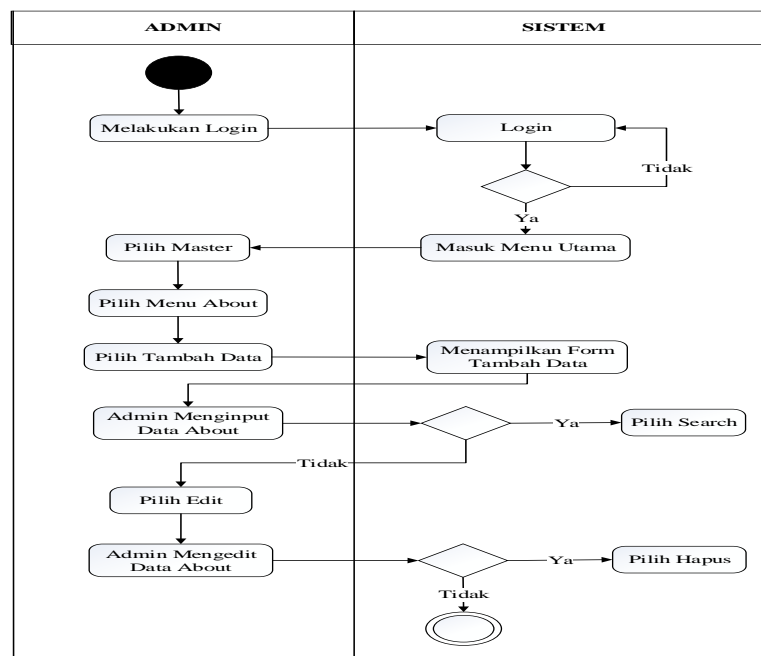 ADMIN
SISTEM
Melakukan Login
Login
Tidak
Ya
Pilih Master
Masuk Menu Utama
Pilih Menu About
Pilih Tambah Data
Menampilkan Form
Tambah Data
Admin Menginput
Data About
Ya
Pilih Search
Tidak
Pilih Edit
Admin Mengedit
Data About
Ya
Pilih Hapus
Tidak